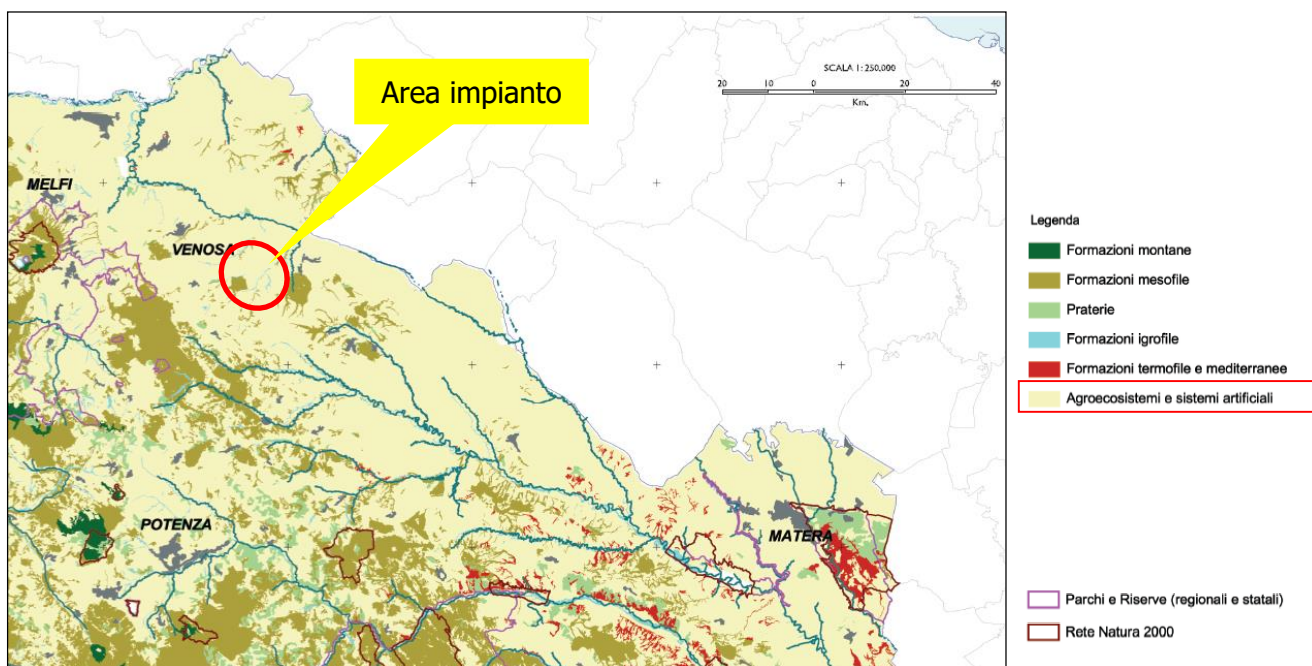 SCALA 1: 250,000
20 10 0 20 40
Km.
Area impianto
MELFI
VENOSA
POTENZA
MATERA
Legenda
Formazioni montane
Formazioni mesofile
Praterie
Formazioni igrofile
Formazioni termofile e mediterranee
Agroecosistemi e sistemi artificiali
Parchi e Riserve (regionali e statali)
Rete Natura 2000